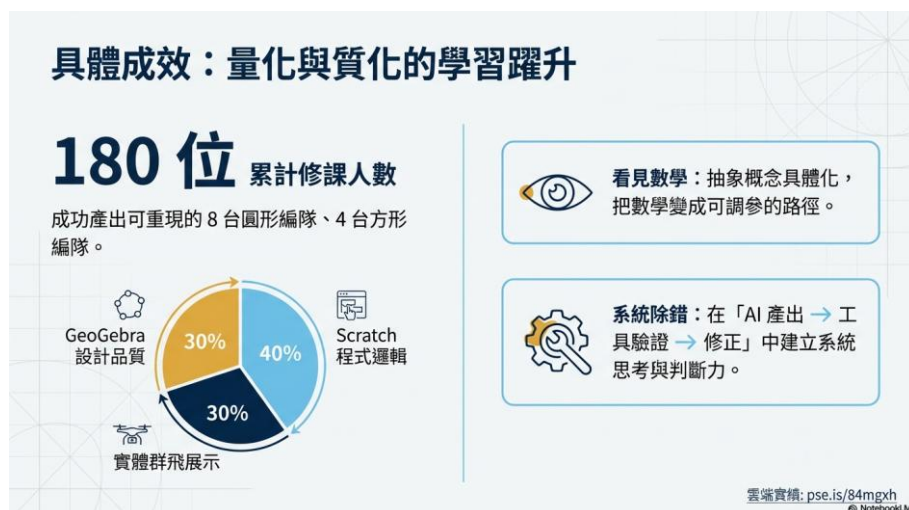 具體成效：量化與質化的學習躍升
180 位 累計修課人數
成功產出可重現的 8 台圓形編隊、4 台方形
編隊。
GeoGebra
設計品質
30%
40%
Scratch
程式邏輯
30%
實體群飛展示
看見數學：抽象概念具體化，
把數學變成可調參的路徑。
系統除錯：在「AI 產出 → 工
具驗證 → 修正」中建立系統
思考與判斷力。
雲端實績: pse.is/84mgxh
NotebookLM